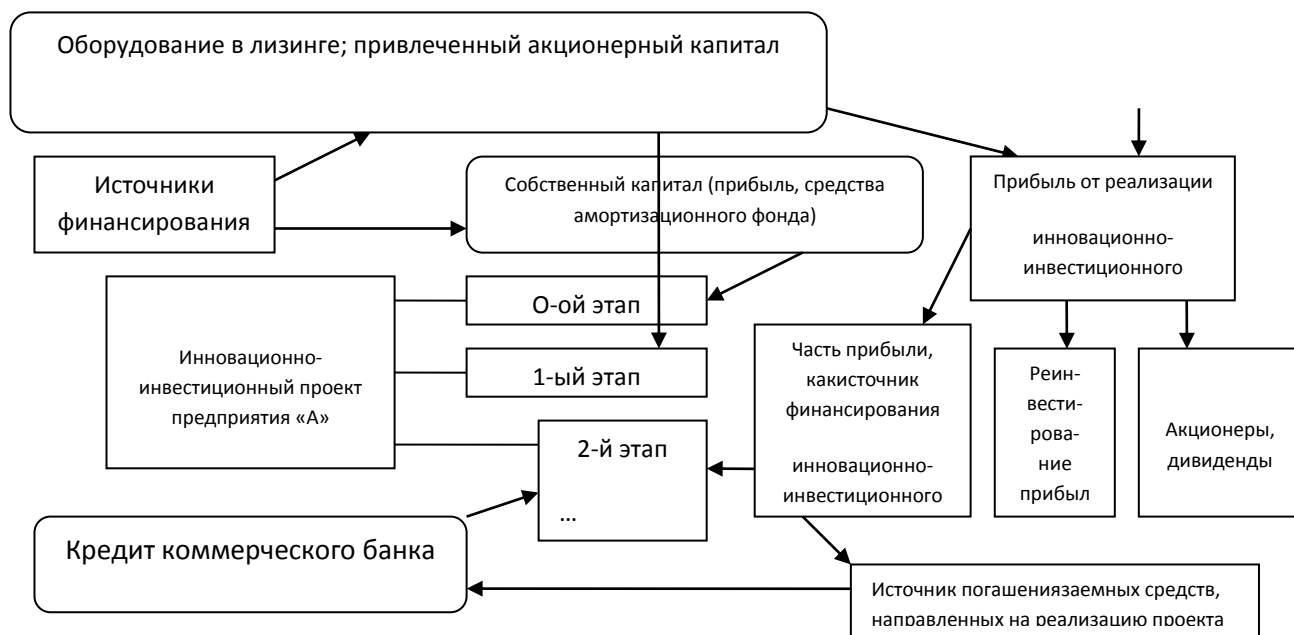 Оборудование в лизинге; привлеченный акционерный капитал
Источники
финансирования
Собственный капитал (прибыль, средства
амортизационного фонда)
Прибыль от реализации
инновационно-
инвестиционного
О-ой этап
1-ый этап
2-й этап
...
Инновационно-
инвестиционный проект
предприятия «А»
Часть прибыли,
какисточник
финансирования
инновационно-
инвестиционного
Реин-
вести-
рова-
ние
прибыл
Акционеры,
дивиденды
Кредит коммерческого банка
Источник погашениязаемных средств,
направленных на реализацию проекта